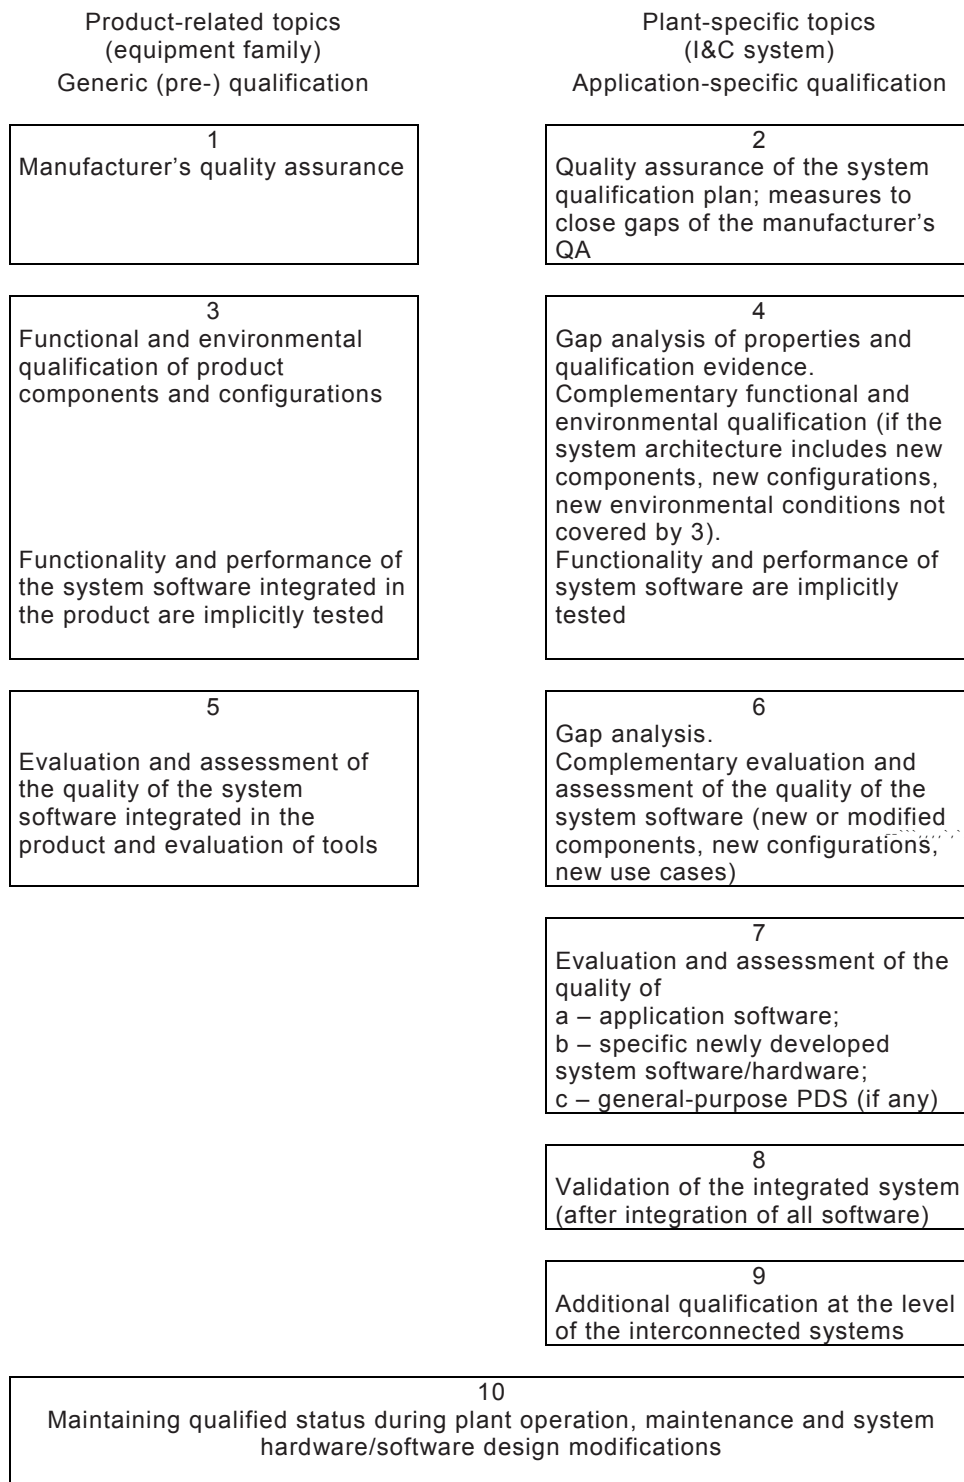 Product-related topics
(equipment family)
Generic (pre-) qualification
Plant-specific topics
(I&C system)
Application-specific qualification
1
Manufacturer’s quality assurance
2
Quality assurance of the system
qualification plan; measures to
close gaps of the manufacturer’s
QA
3
Functional and environmental
qualification of product
components and configurations
Functionality and performance of
the system software integrated in
the product are implicitly tested
4
Gap analysis of properties and
qualification evidence.
Complementary functional and
environmental qualification (if the
system architecture includes new
components, new configurations,
new environmental conditions not
covered by 3).
Functionality and performance of
system software are implicitly
tested
5
Evaluation and assessment of
the quality of the system
software integrated in the
product and evaluation of tools
6
Gap analysis.
Complementary evaluation and
assessment of the quality of the
system software (new or modified
components, new configurations,
new use cases)
7
Evaluation and assessment of the
quality of
a – application software;
b – specific newly developed
system software/hardware;
c – general-purpose PDS (if any)
8
Validation of the integrated system
(after integration of all software)
9
Additional qualification at the level
of the interconnected systems
10
Maintaining qualified status during plant operation, maintenance and system
hardware/software design modifications